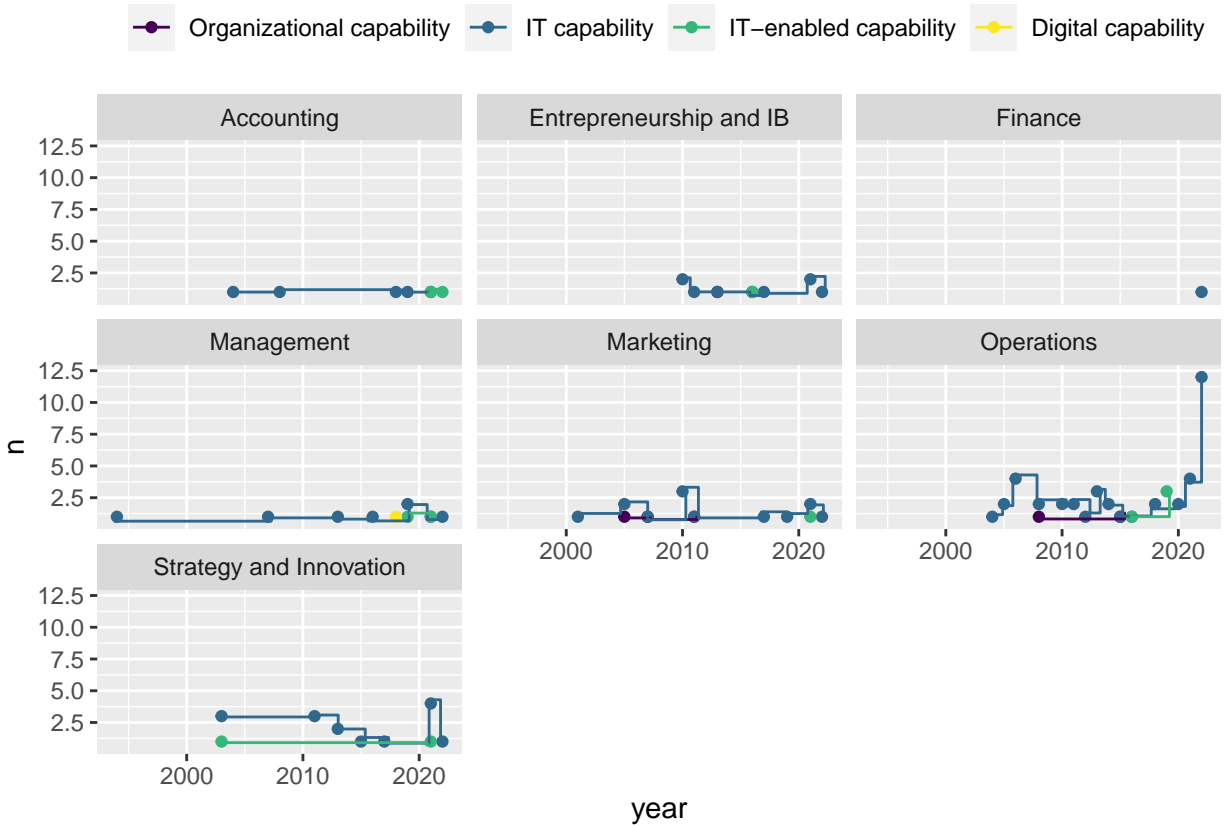 Organizational capability IT capability IT−enabled capability Digital capability
Accounting Entrepreneurship and IB Finance
12.5
10.0
7.5
5.0
2.5
Management Marketing Operations
12.5
10.0
7.5
5.0
2.5
2000 2010 2020 2000 2010 2020
Strategy and Innovation
12.5
10.0
7.5
5.0
2.5
2000 2010 2020
n
year